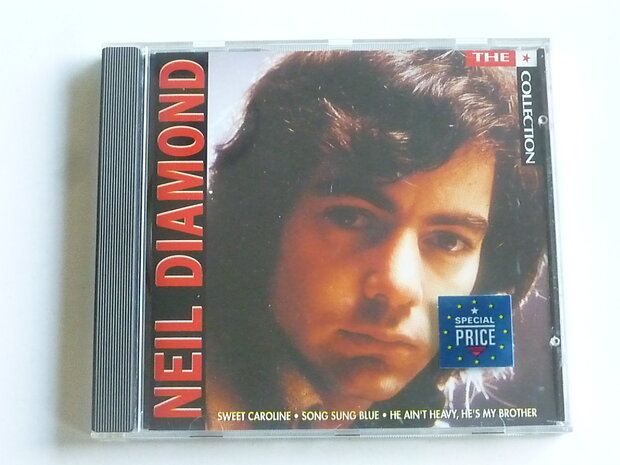 THE
COLLECTION
NEIL DIAMOND
SPECIAL
PRICE
SWEET CAROLINE • SONG SUNG BLUE • HE AIN'T HEAVY, HE'S MY BROTHER